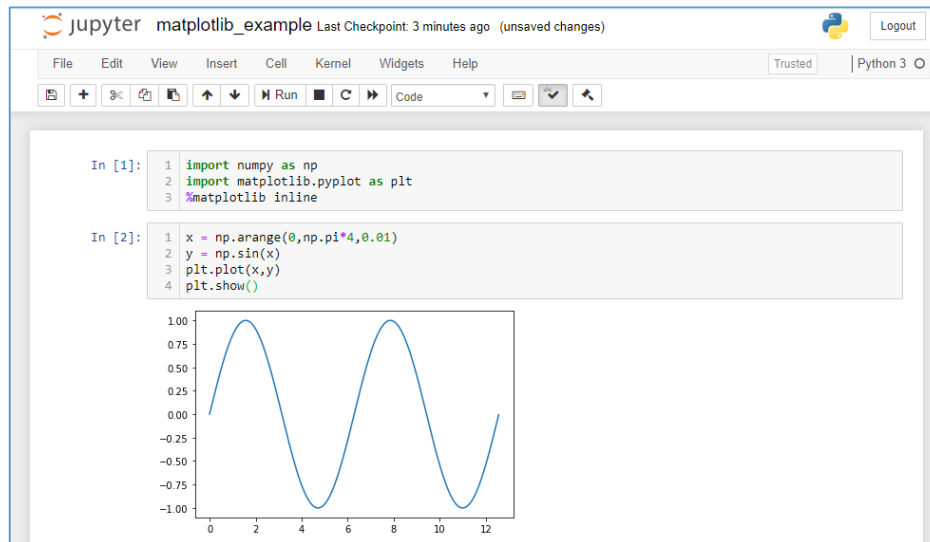 jupyter matplotlib_example Last Checkpoint: 3 minutes ago (unsaved changes) Logout
File Edit View Insert Cell Kernel Widgets Help Trusted Python 3
Run Code
In [1]: 1 import numpy as np
2 import matplotlib.pyplot as plt
3 %matplotlib inline
In [2]: 1 x = np.arange(0,np.pi*4,0.01)
2 y = np.sin(x)
3 plt.plot(x,y)
4 plt.show()
1.00
0.75
0.50
0.25
0.00
−0.25
−0.50
−0.75
−1.00
0 2 4 6 8 10 12